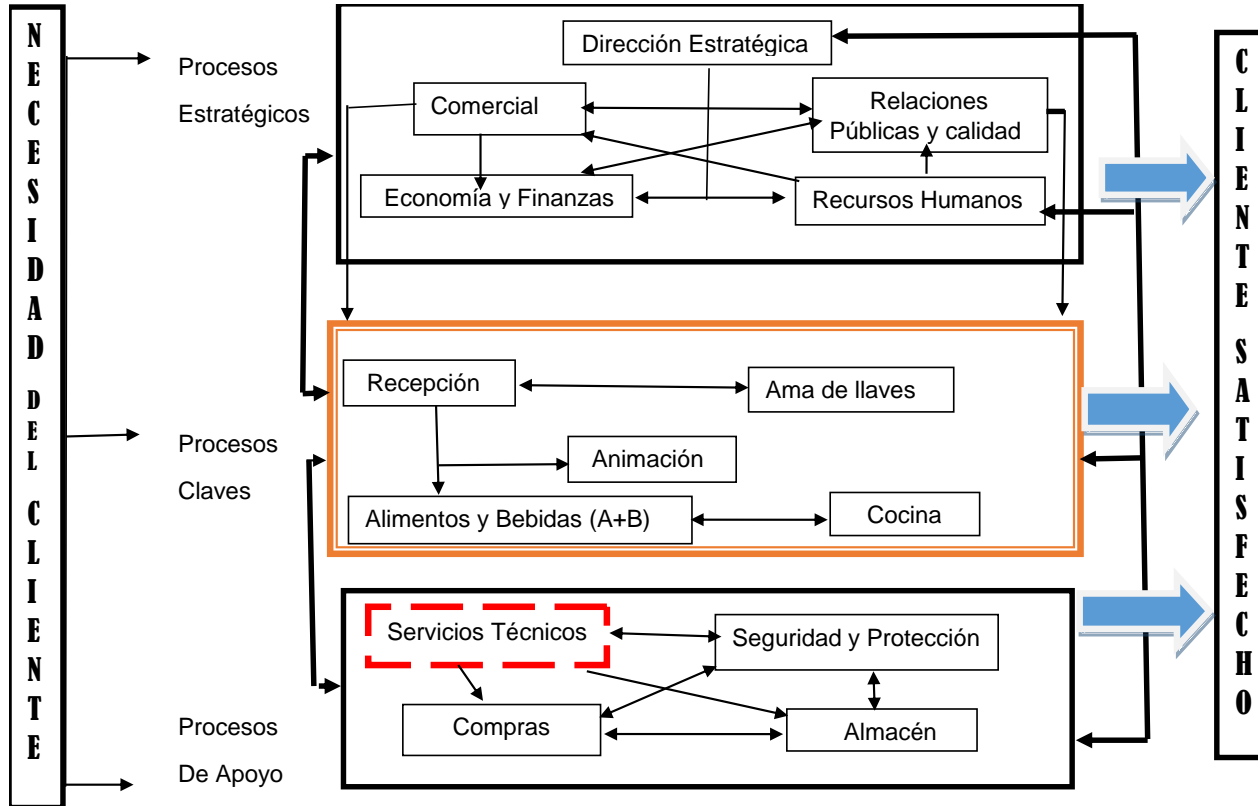 NECESIDAD DEL CLIENTE
Procesos
Estratégicos
Dirección Estratégica
Comercial
Relaciones
Públicas y calidad
Economía y Finanzas
Recursos Humanos
Procesos
Claves
Recepción
Ama de llaves
Animación
Alimentos y Bebidas (A+B)
Cocina
Procesos
De Apoyo
Servicios Técnicos
Seguridad y Protección
Compras
Almacén
CLIENTE SATISFECHO